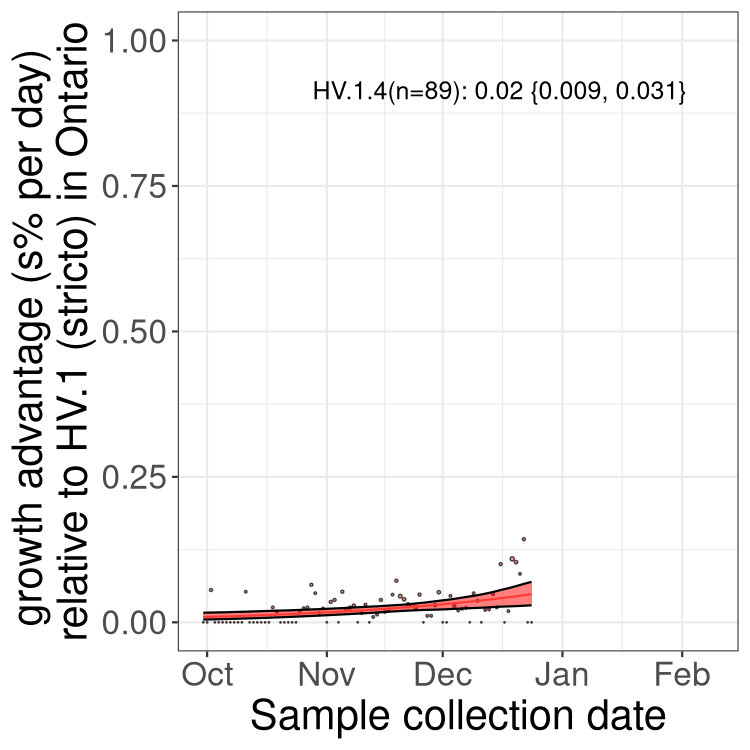 growth advantage (s% per day)
relative to HV.1 (stricto) in Ontario
1.00
0.75
0.50
0.25
0.00
HV.1.4(n=89): 0.02 {0.009, 0.031}
Oct Nov Dec Jan Feb
Sample collection date